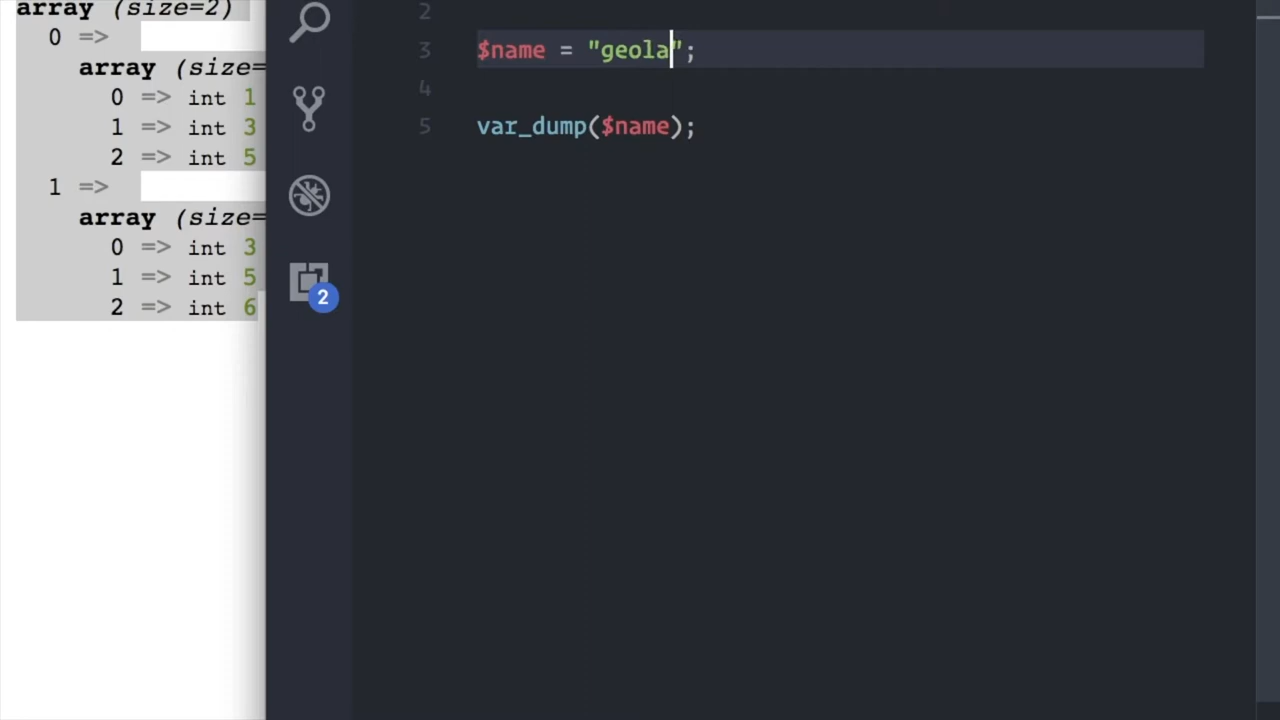 array (size=2)
0 =>
array (size=
0 => int 1
1 => int 3
2 => int 5
1 =>
array (size=
0 => int 3
1 => int 5
2 => int 6
2
2
3 $name = "geola";
4
5 var_dump($name);